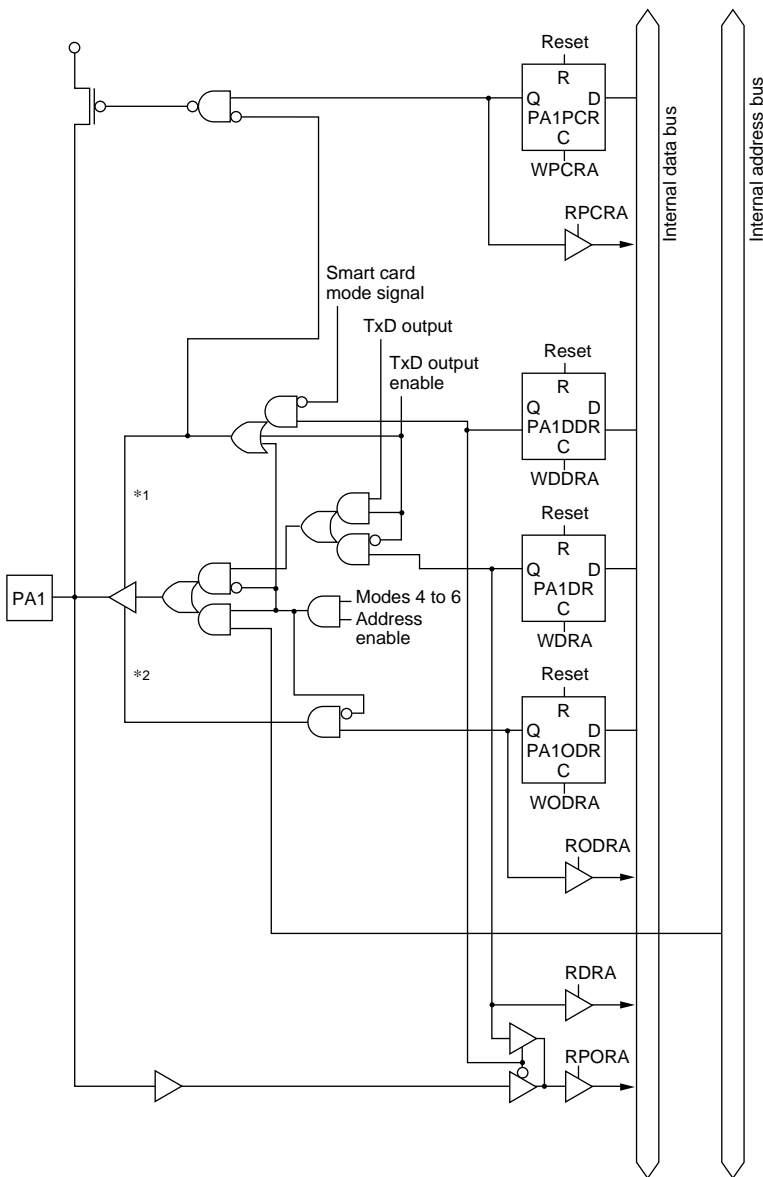 Reset
R
Q D
PA1PCR
C
WPCRA
RPCRA
Internal data bus
Internal address bus
Smart card
mode signal
TxD output
TxD output
enable
Reset
R
Q D
PA1DDR
C
WDDRA
*1
Reset
R
Q D
PA1DR
C
WDRA
PA1
Modes 4 to 6
Address
enable
*2
Reset
R
Q D
PA1ODR
C
WODRA
RODRA
RDRA
RPORA